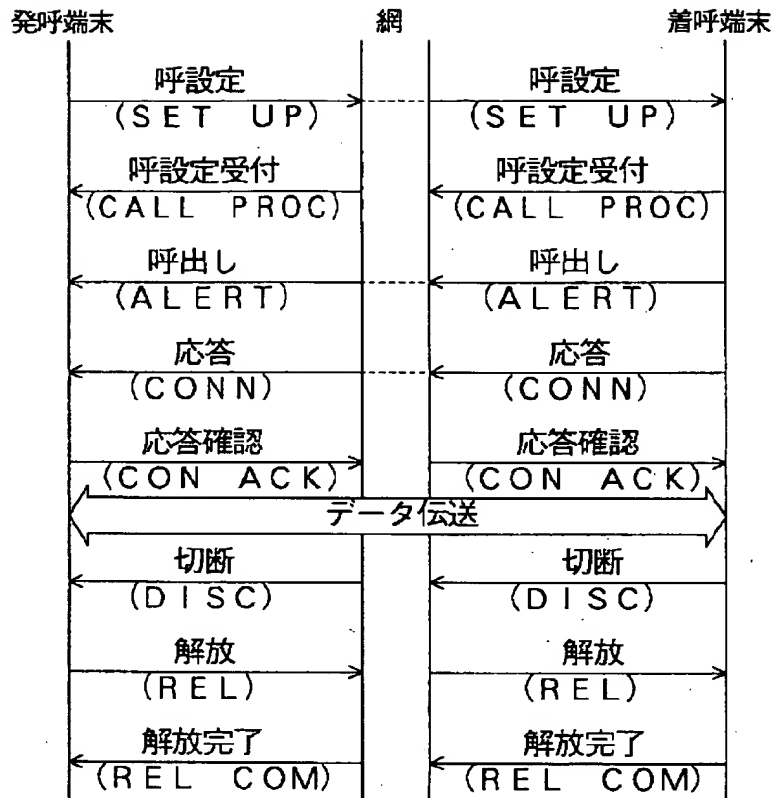 発呼端末 網 着呼端末
呼設定 呼設定
(SET UP) (SET UP)
呼設定受付 呼設定受付
(CALL PROC) (CALL PROC)
呼出し 呼出し
(ALERT) (ALERT)
応答 応答
(CONN) (CONN)
応答確認 応答確認
(CON ACK) (CON ACK)
データ伝送
切断 切断
(DISC) (DISC)
解放 解放
(REL) (REL)
解放完了 解放完了
(REL COM) (REL COM)